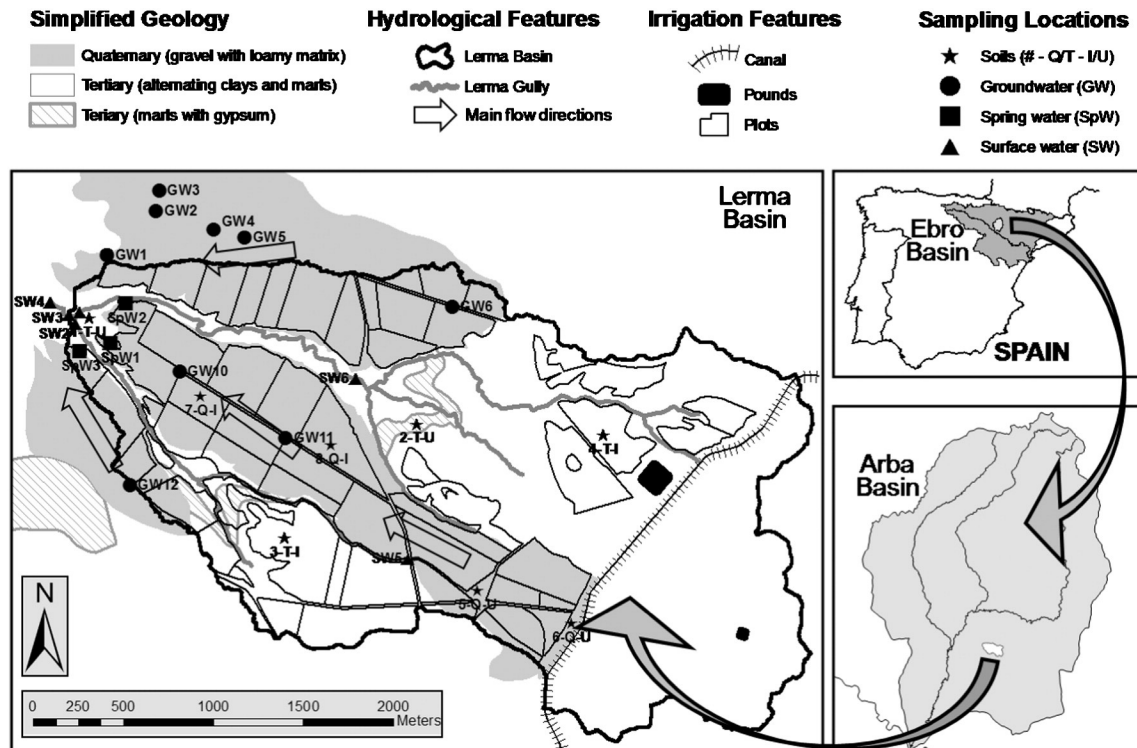 Simplified Geology
Quaternary (gravel with loamy matrix)
Tertiary (alternating clays and marls)
Teriary (marls with gypsum)
Hydrological Features
Lerma Basin
Lerma Gully
Main flow directions
Irrigation Features
Canal
Pounds
Plots
Sampling Locations
Soils (# - Q/T - I/U)
Groundwater (GW)
Spring water (SpW)
Surface water (SW)
Lerma
Basin
GW3
GW2
GW4
GW5
GW1
GW6
SW4
SW3
SpW2
1-T-U
SW2
SpW1
SpW3
GW10
SW6
7-Q-I
2-T-U
4-T-I
GW11
8-Q-I
GW12
3-T-I
SW5
5-Q-U
6-Q-U
N
0 250 500 1000 1500 2000
Meters
Ebro
Basin
SPAIN
Arba
Basin